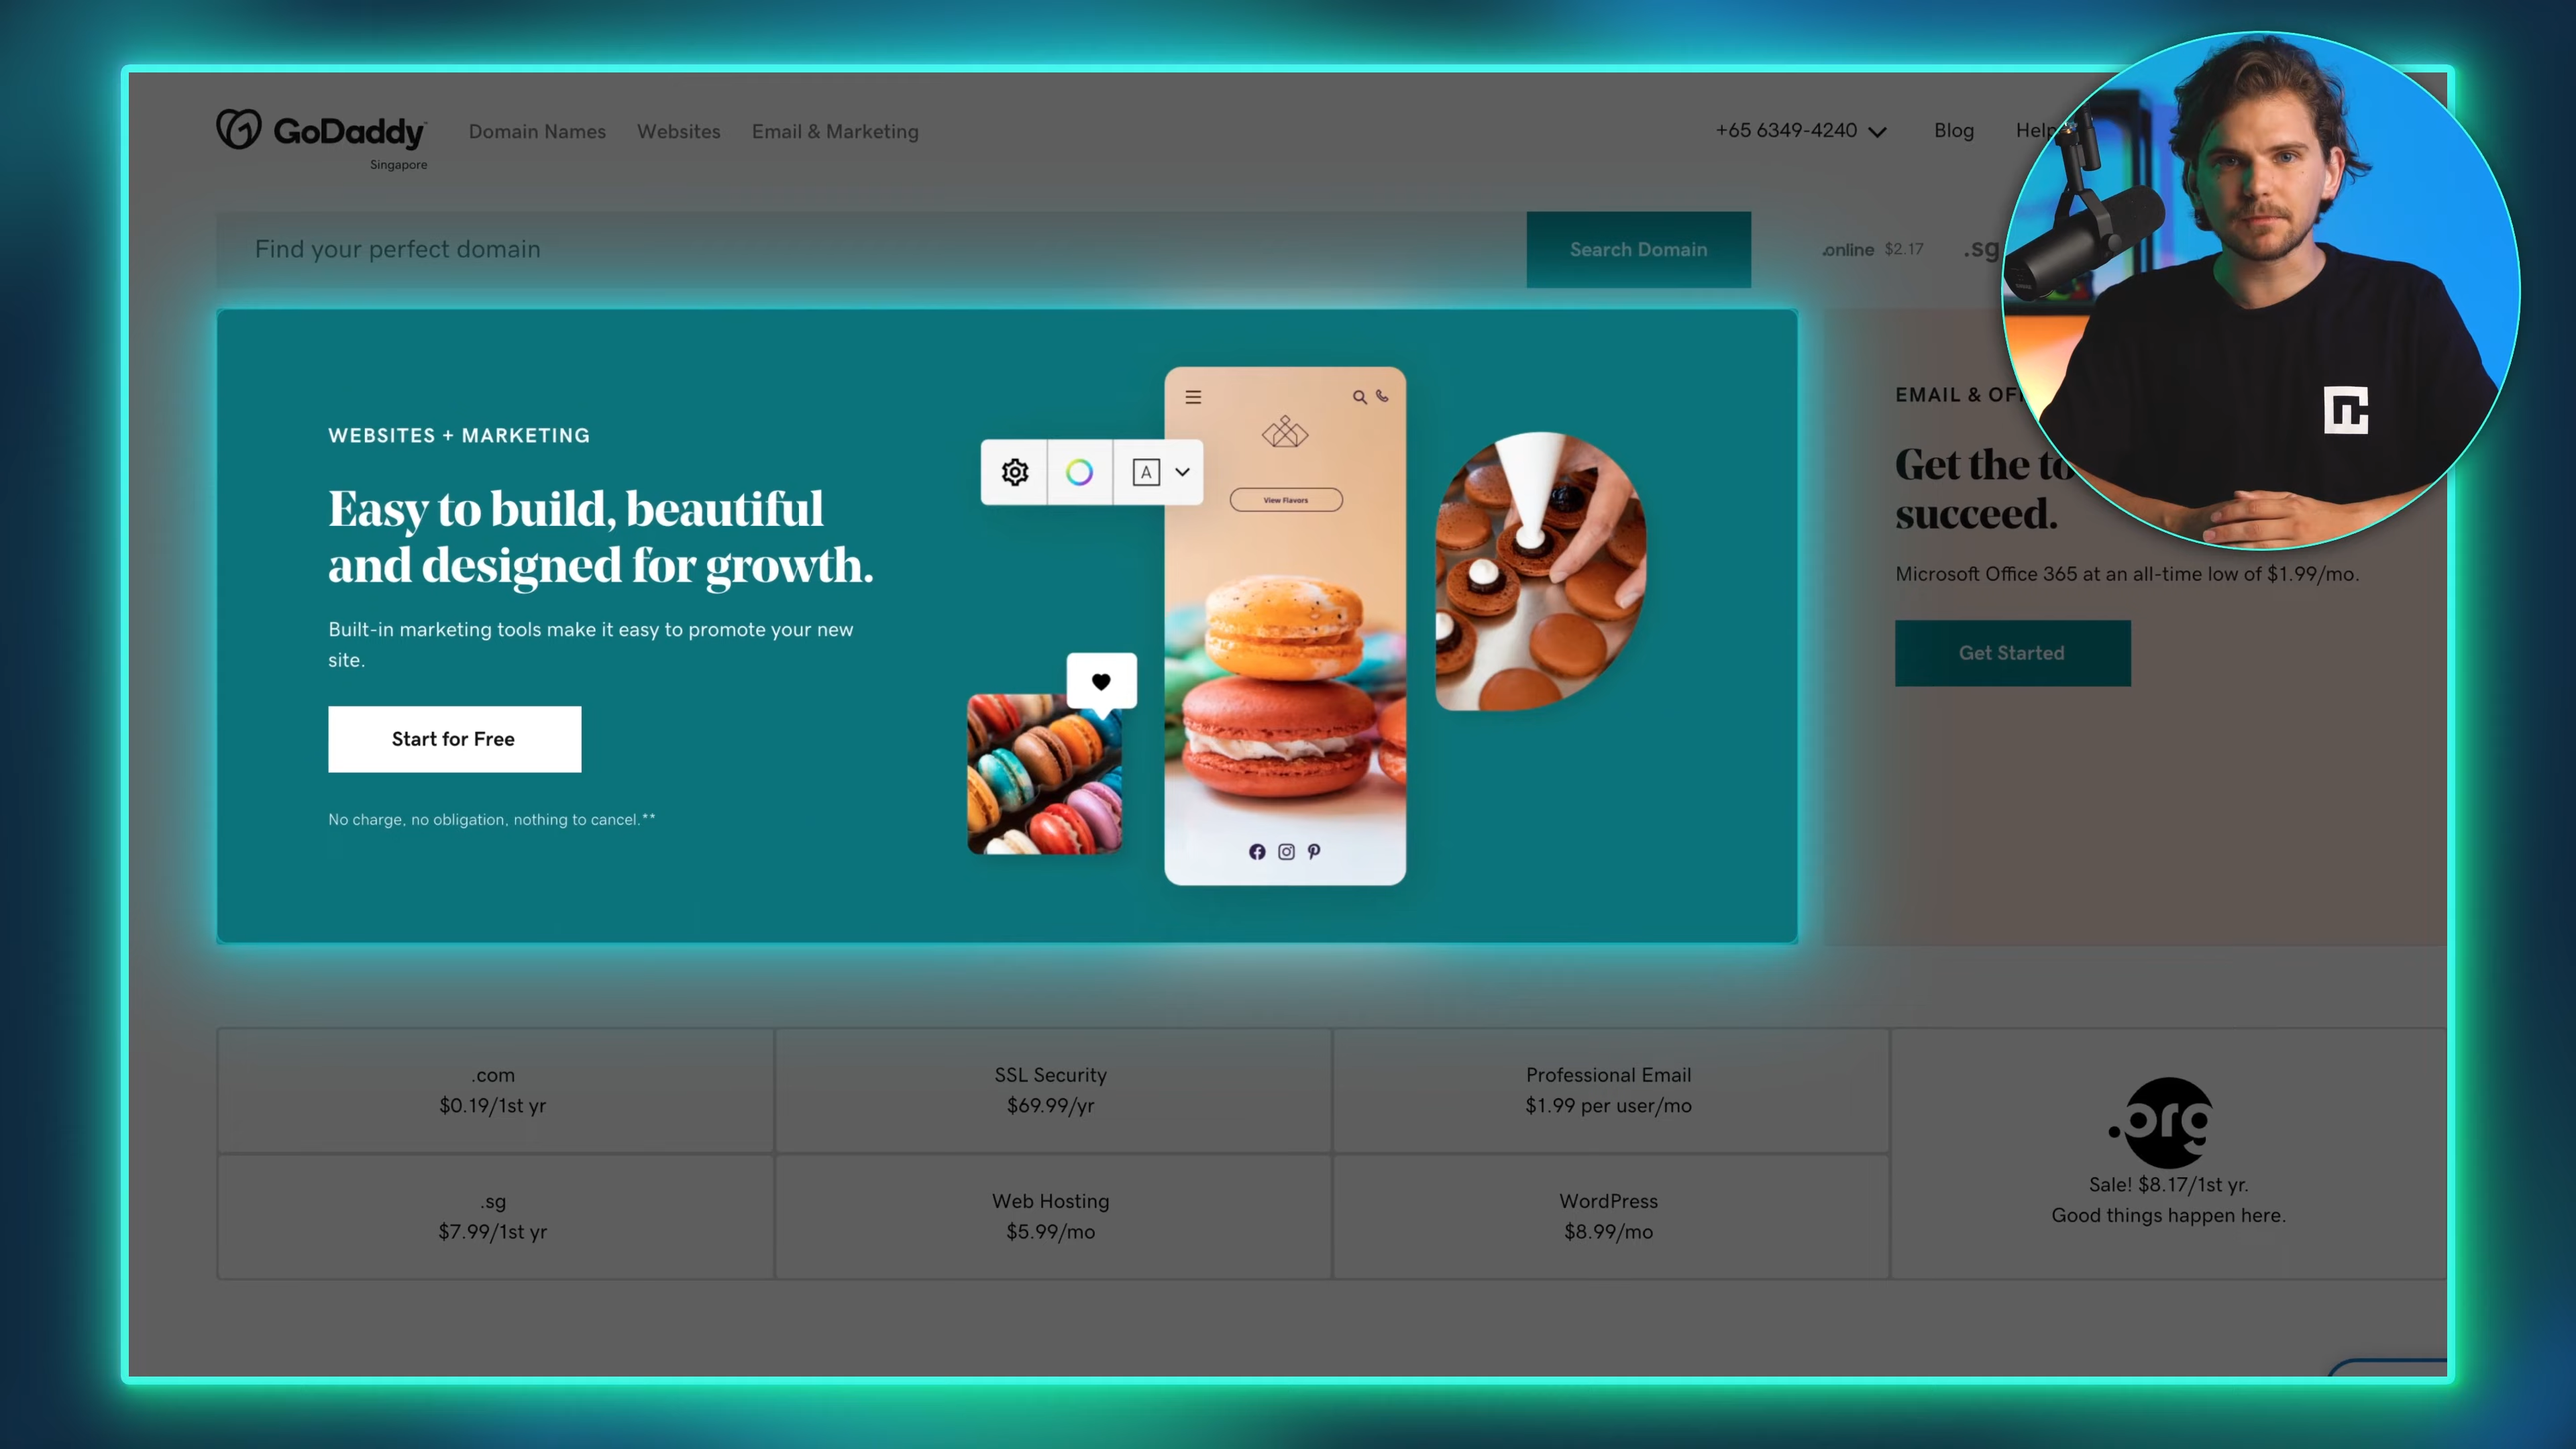 GoDaddy
Singapore
Domain Names
Websites
Email & Marketing
+65 6349-4240
Blog
Help
Find your perfect domain
Search Domain
.online $2.17
.sg
WEBSITES + MARKETING
Easy to build, beautiful
and designed for growth.
Built-in marketing tools make it easy to promote your new
site.
Start for Free
No charge, no obligation, nothing to cancel.**
A
View Flavors
EMAIL &
Get the
succeed.
Microsoft Office 365 at an all-time low of $1.99/mo.
Get Started
.com
$0.19/1st yr
SSL Security
$69.99/yr
Professional Email
$1.99 per user/mo
.sg
$7.99/1st yr
Web Hosting
$5.99/mo
WordPress
$8.99/mo
.org
Sale! $8.17/1st yr.
Good things happen here.